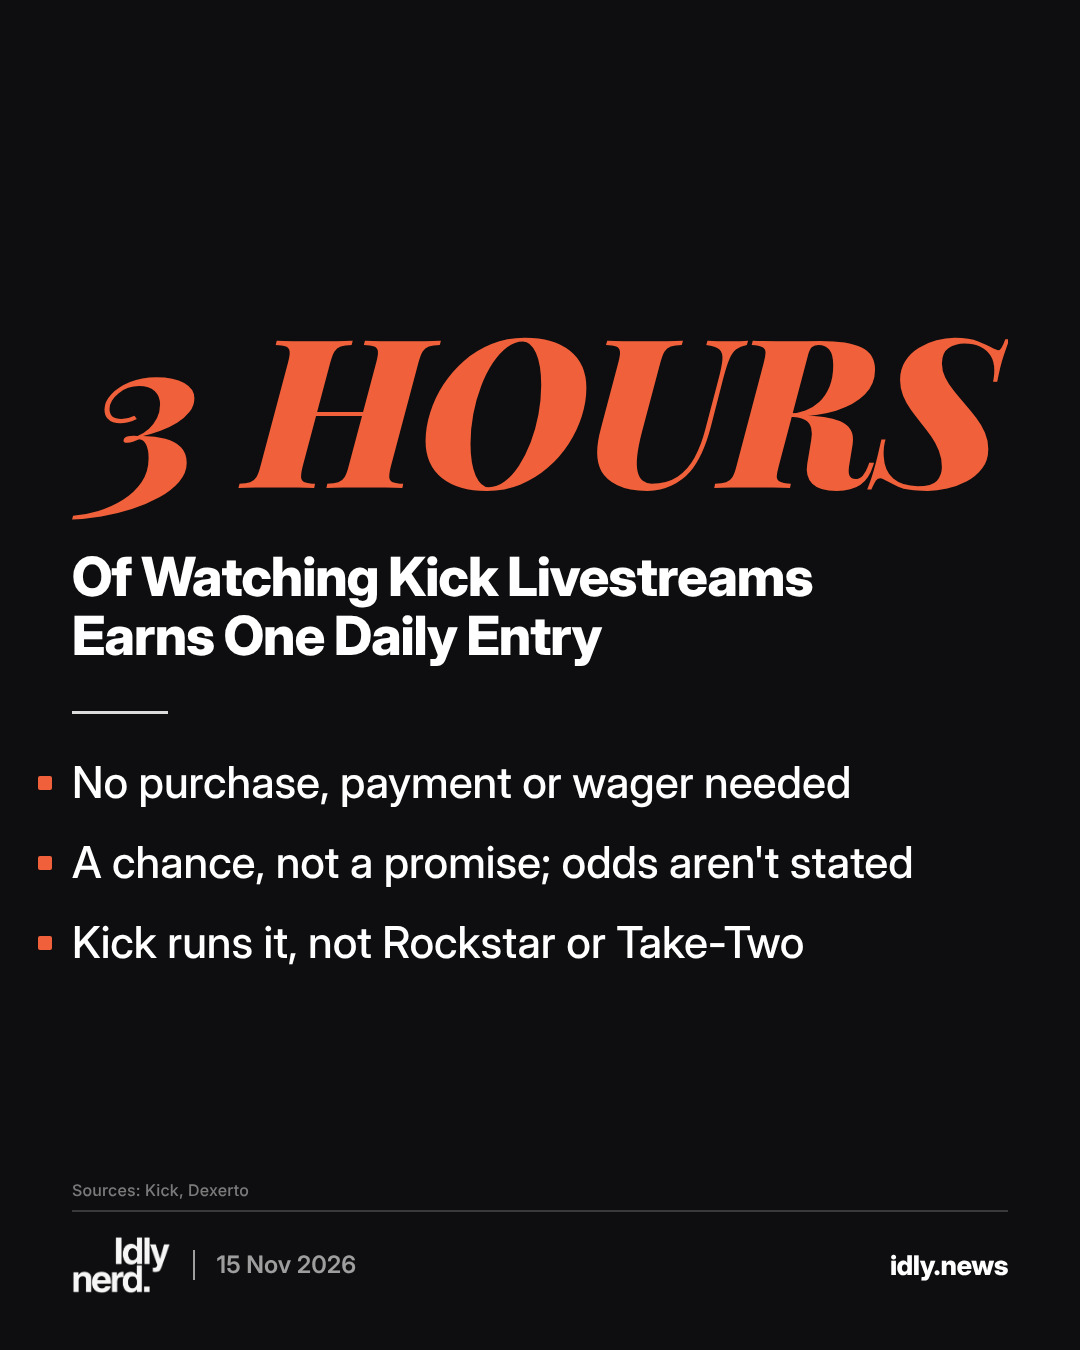 3 HOURS
Of Watching Kick Livestreams
Earns One Daily Entry
No purchase, payment or wager needed
A chance, not a promise; odds aren't stated
Kick runs it, not Rockstar or Take-Two
Sources: Kick, Dexerto
Idly
nerd.
15 Nov 2026
idly.news